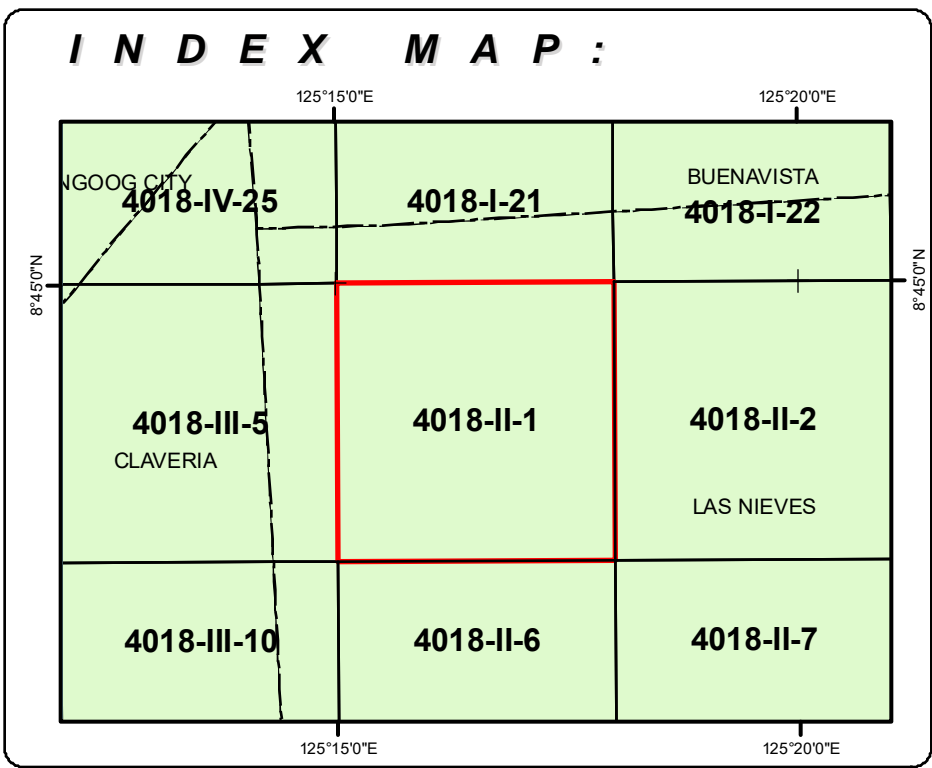 INDEX MAP:
125°15'0"E 125°20'0"E
NGOOG CITY BUENAVISTA
4018-IV-25 4018-I-21 4018-I-22
8°45'0"N 8°45'0"N
4018-III-5 4018-II-1 4018-II-2
CLAVERIA
LAS NIEVES
4018-III-10 4018-II-6 4018-II-7
125°15'0"E 125°20'0"E